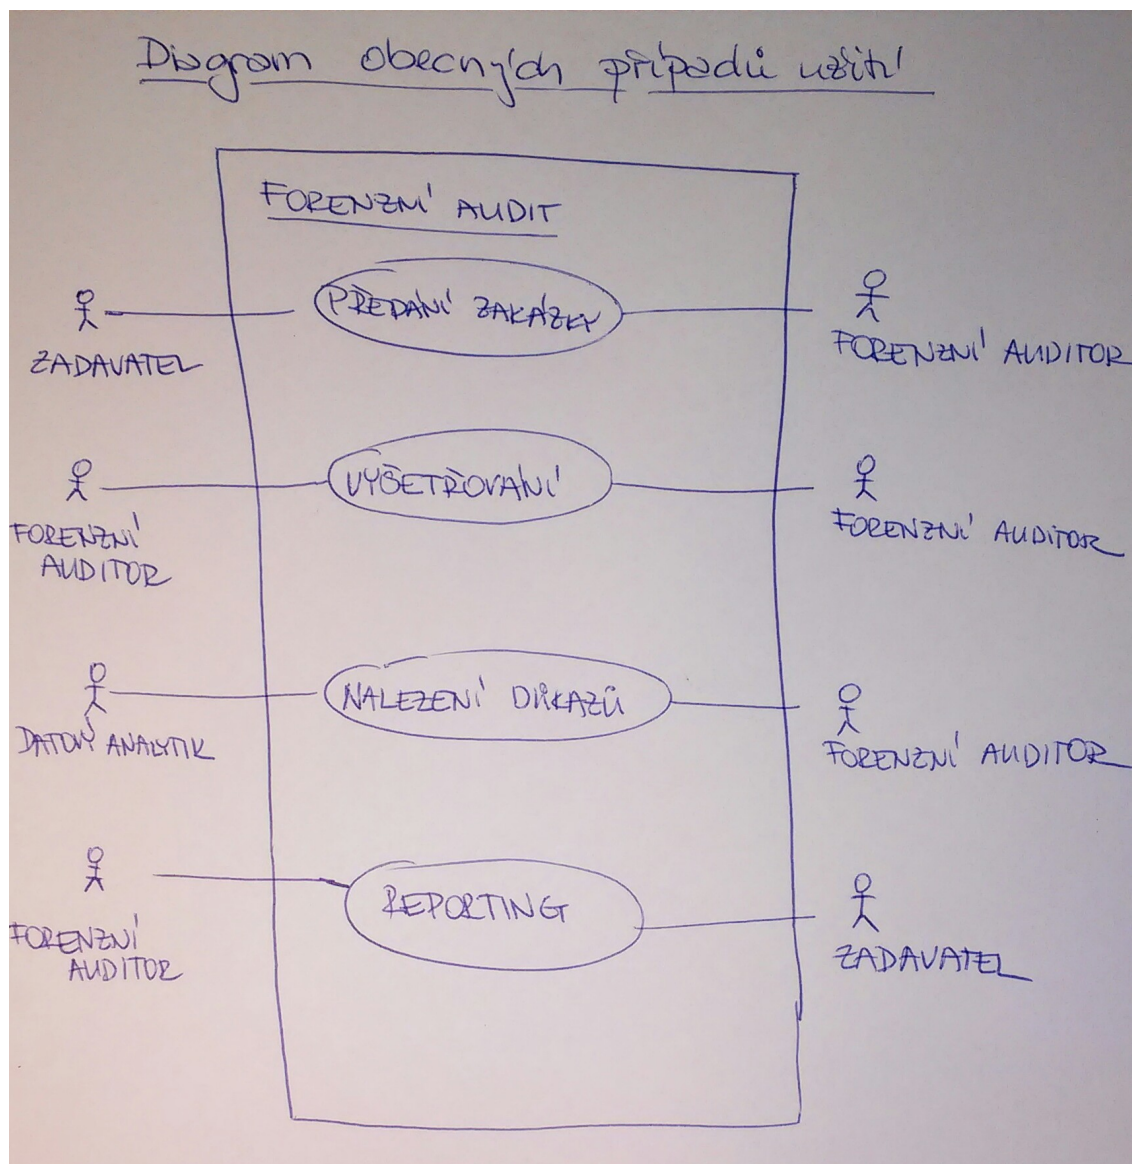 Diagram obecných případů užití
FORENZNÍ AUDIT
PŘEDÁNÍ ZAKÁZKY
ZADAVATEL
FORENZNÍ AUDITOR
VYŠETŘOVÁNÍ
FORENZNÍ
AUDITOR
FORENZNÍ AUDITOR
NALEZENÍ DŮKAZŮ
DATOVÝ ANALYTIK
FORENZNÍ AUDITOR
REPORTING
FORENZNÍ
AUDITOR
ZADAVATEL